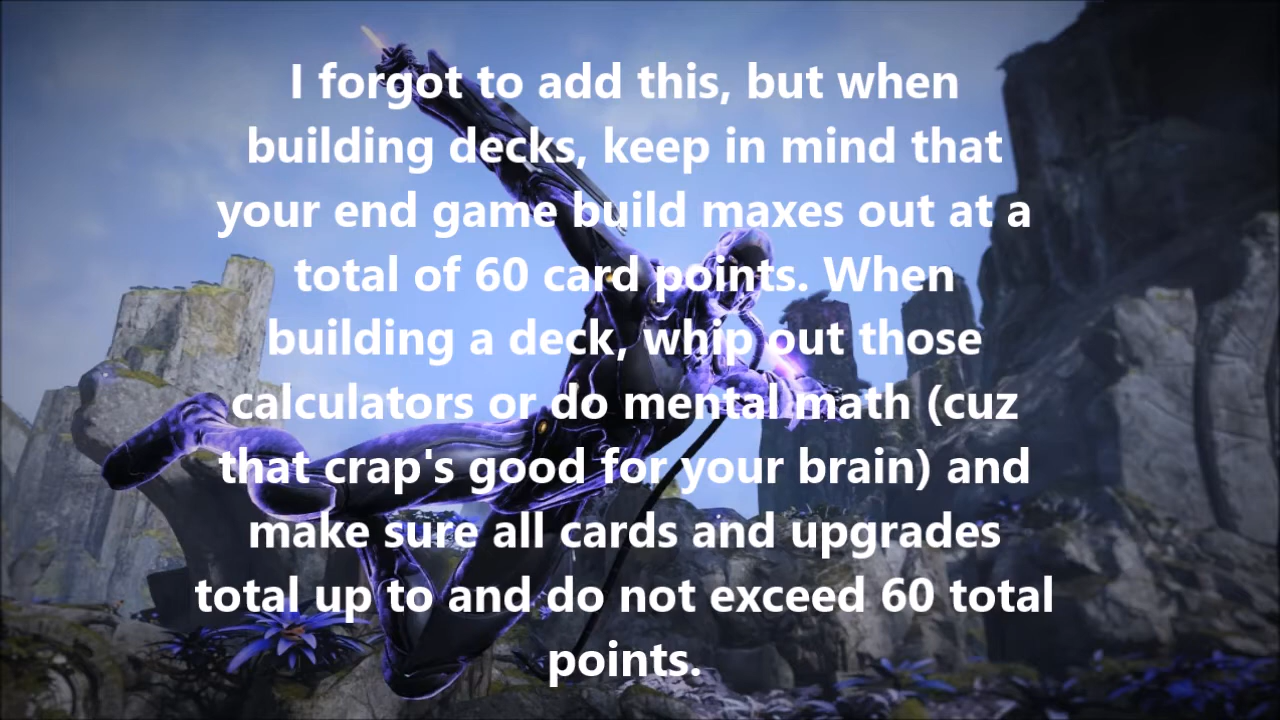 I forgot to add this, but when
building decks, keep in mind that
your end game build maxes out at a
total of 60 card points. When
building a deck, whip out those
calculators or do mental math (cuz
that crap's good for your brain) and
make sure all cards and upgrades
total up to and do not exceed 60 total
points.